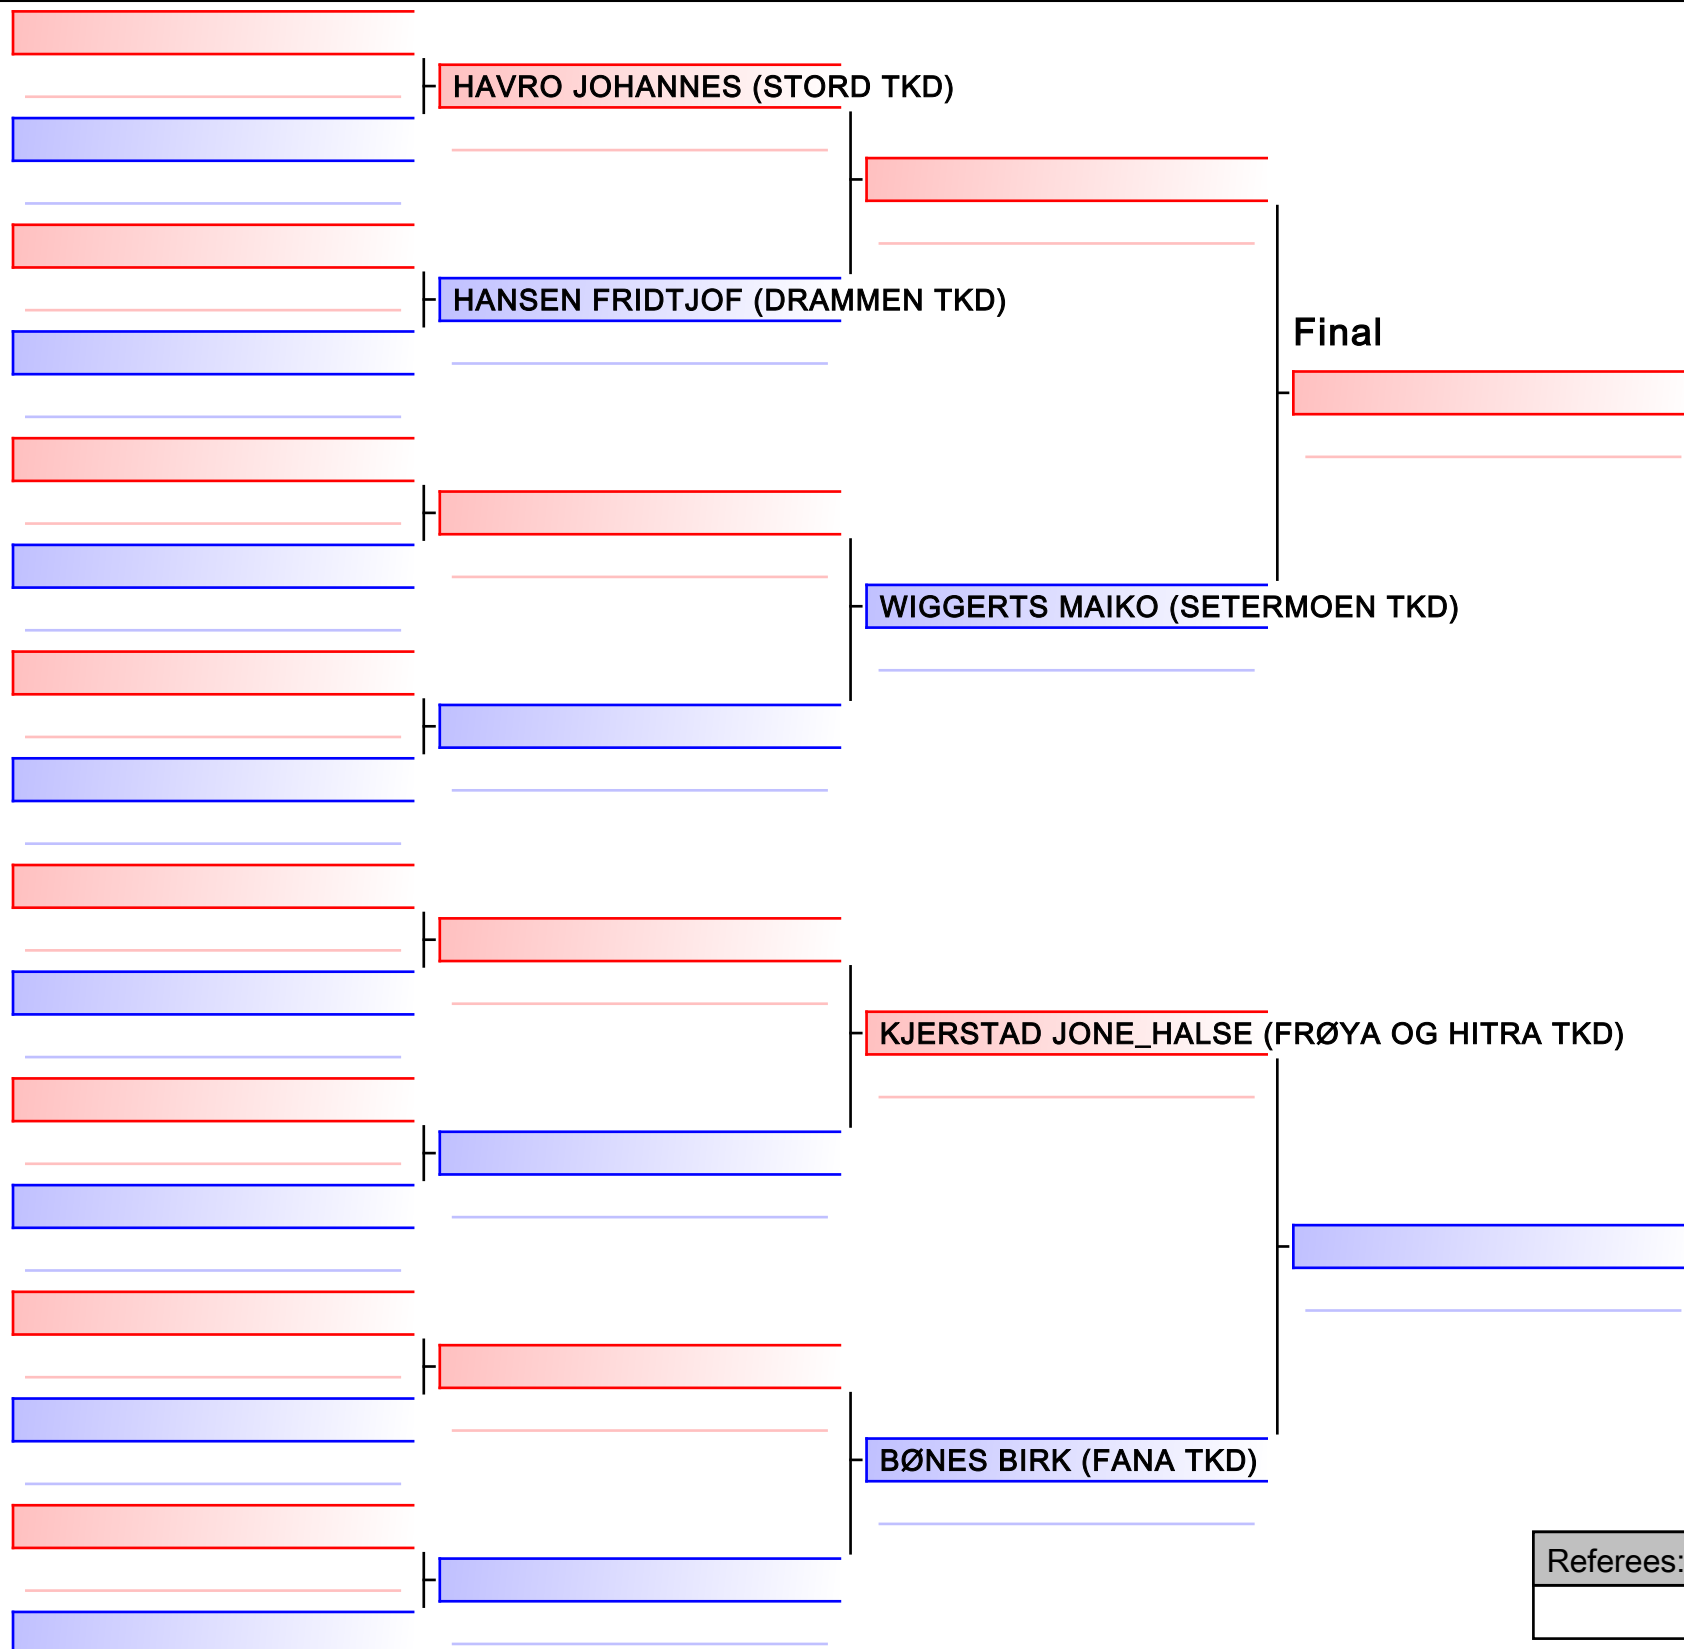 HAVRO JOHANNES (STORD TKD)
HANSEN FRIDTJOF (DRAMMEN TKD)
Final
WIGGERTS MAIKO (SETERMOEN TKD)
KJERSTAD JONE_HALSE (FRØYA OG HITRA TKD)
BØNES BIRK (FANA TKD)
Referees: